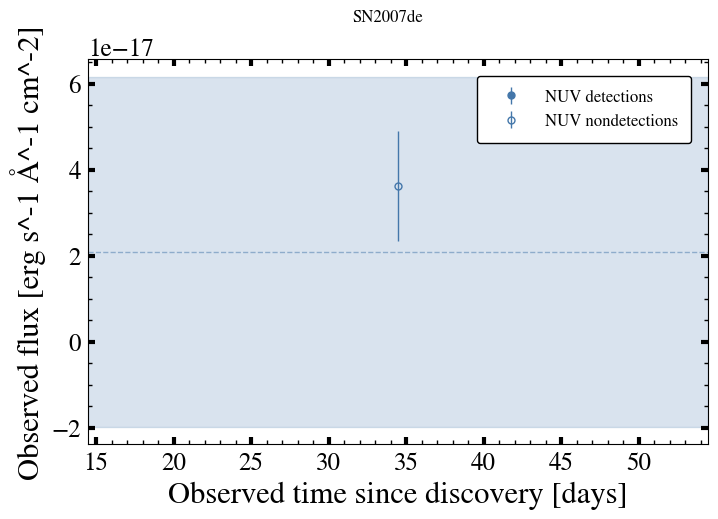 SN2007de
1e−17
6
4
2
0
−2
Observed flux [erg s^-1 Å^-1 cm^-2]
NUV detections
NUV nondetections
15 20 25 30 35 40 45 50
Observed time since discovery [days]